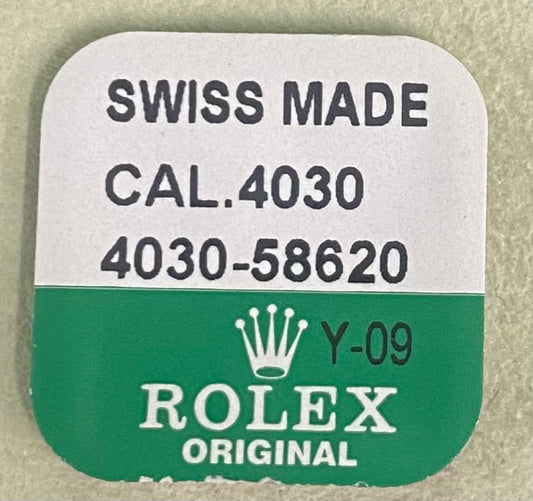 SWISS MADE
CAL.4030
4030-58620
Y-09
ROLEX
ORIGINAL